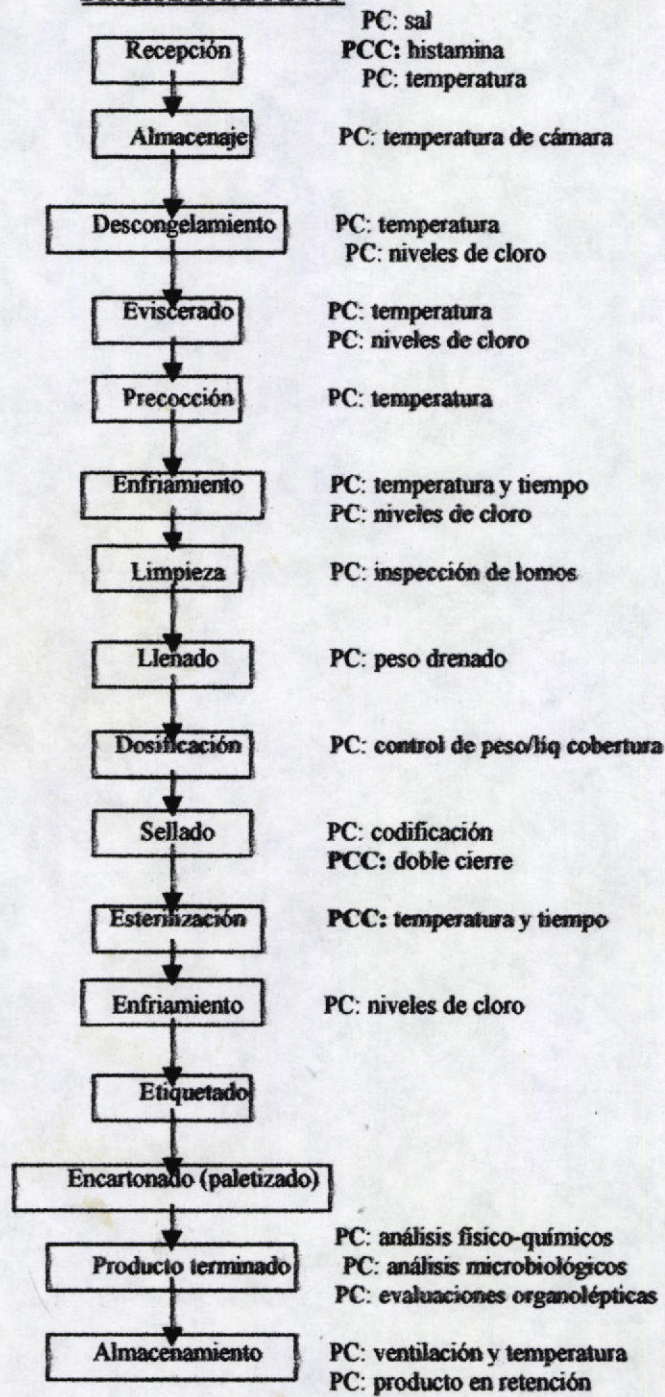 PC: sal
Recepción PCC: histamina
PC: temperatura
Almacenaje PC: temperatura de cámara
Descongelamiento PC: temperatura
PC: niveles de cloro
Eviscerado PC: temperatura
PC: niveles de cloro
Precocción PC: temperatura
Enfriamiento PC: temperatura y tiempo
PC: niveles de cloro
Limpieza PC: inspección de lomos
Llenado PC: peso drenado
Dosificación PC: control de peso/líq cobertura
Sellado PC: codificación
PCC: doble cierre
Esterilización PCC: temperatura y tiempo
Enfriamiento PC: niveles de cloro
Etiquetado
Encartonado (paletizado)
PC: análisis físico-químicos
Producto terminado PC: análisis microbiológicos
PC: evaluaciones organolépticas
Almacenamiento PC: ventilación y temperatura
PC: producto en retención